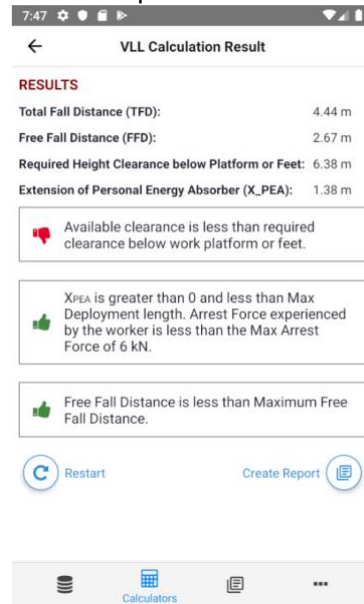 7:47
VLL Calculation Result
RESULTS
Total Fall Distance (TFD): 4.44 m
Free Fall Distance (FFD): 2.67 m
Required Height Clearance below Platform or Feet: 6.38 m
Extension of Personal Energy Absorber (X_PEA): 1.38 m
Available clearance is less than required
clearance below work platform or feet.
XPEA is greater than 0 and less than Max
Deployment length. Arrest Force experienced
by the worker is less than the Max Arrest
Force of 6 kN.
Free Fall Distance is less than Maximum Free
Fall Distance.
Restart Create Report
Calculators